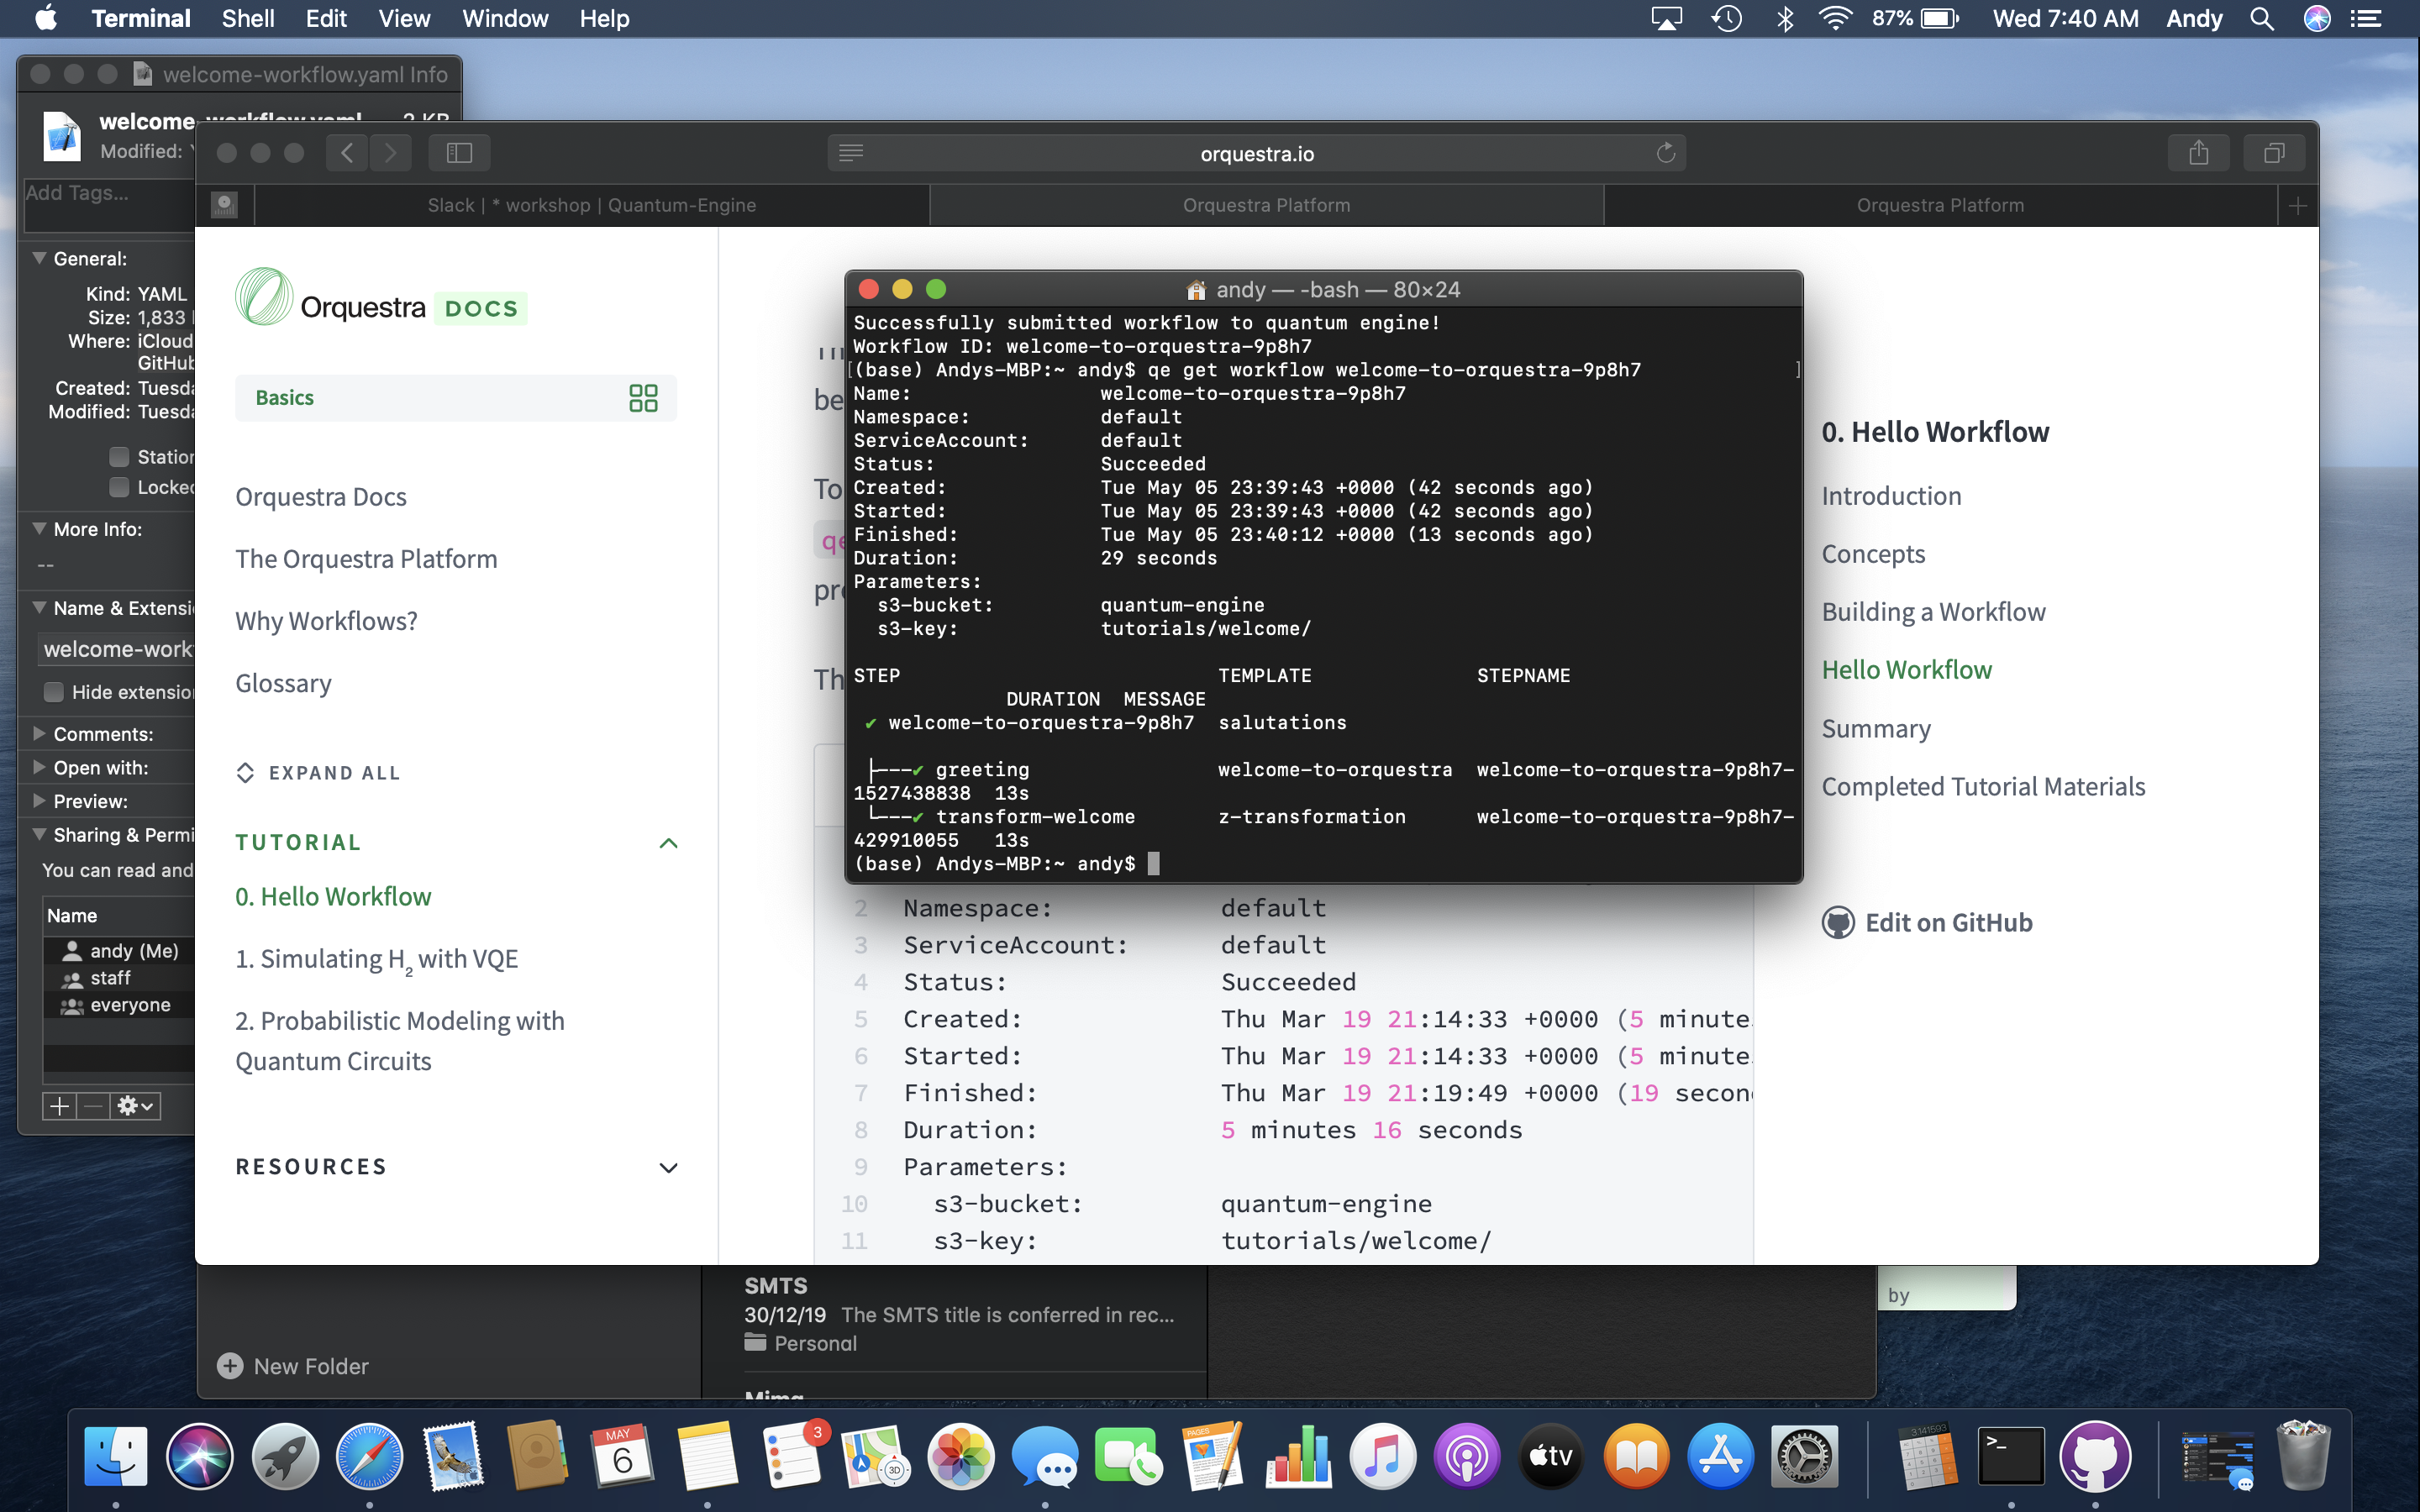 Terminal Shell Edit View Window Help 87% Wed 7:40 AM Andy
welcome-workflow.yaml Info
welcome-workflow.yaml 2 KB
Modified:
Add Tags...
General:
Kind: YAML
Size: 1,833
Where: iCloud
GitHub
Created: Tuesda
Modified: Tuesda
Station
Locked
More Info:
--
Name & Extensi
welcome-work
Hide extension
Comments:
Open with:
Preview:
Sharing & Permi
You can read and
Name
andy (Me)
staff
everyone
orquestra.io
Slack | * workshop | Quantum-Engine
Orquestra Platform
Orquestra Platform
Orquestra DOCS
Basics
Orquestra Docs
The Orquestra Platform
Why Workflows?
Glossary
EXPAND ALL
TUTORIAL
0. Hello Workflow
1. Simulating H2 with VQE
2. Probabilistic Modeling with
Quantum Circuits
RESOURCES
be
To
qe
pr
Th
andy — -bash — 80×24
Successfully submitted workflow to quantum engine!
Workflow ID: welcome-to-orquestra-9p8h7
[(base) Andys-MBP:~ andy$ qe get workflow welcome-to-orquestra-9p8h7 ]
Name: welcome-to-orquestra-9p8h7
Namespace: default
ServiceAccount: default
Status: Succeeded
Created: Tue May 05 23:39:43 +0000 (42 seconds ago)
Started: Tue May 05 23:39:43 +0000 (42 seconds ago)
Finished: Tue May 05 23:40:12 +0000 (13 seconds ago)
Duration: 29 seconds
Parameters:
s3-bucket: quantum-engine
s3-key: tutorials/welcome/
STEP TEMPLATE STEPNAME
DURATION MESSAGE
✔ welcome-to-orquestra-9p8h7 salutations
├---✔ greeting welcome-to-orquestra welcome-to-orquestra-9p8h7-
1527438838 13s
└---✔ transform-welcome z-transformation welcome-to-orquestra-9p8h7-
429910055 13s
(base) Andys-MBP:~ andy$
2 Namespace: default
3 ServiceAccount: default
4 Status: Succeeded
5 Created: Thu Mar 19 21:14:33 +0000 (5 minute
6 Started: Thu Mar 19 21:14:33 +0000 (5 minute
7 Finished: Thu Mar 19 21:19:49 +0000 (19 secon
8 Duration: 5 minutes 16 seconds
9 Parameters:
10 s3-bucket: quantum-engine
11 s3-key: tutorials/welcome/
0. Hello Workflow
Introduction
Concepts
Building a Workflow
Hello Workflow
Summary
Completed Tutorial Materials
Edit on GitHub
SMTS
30/12/19 The SMTS title is conferred in rec...
Personal
New Folder
by
MAY
6
3
3D
PAGES
tv
3.141593
>_